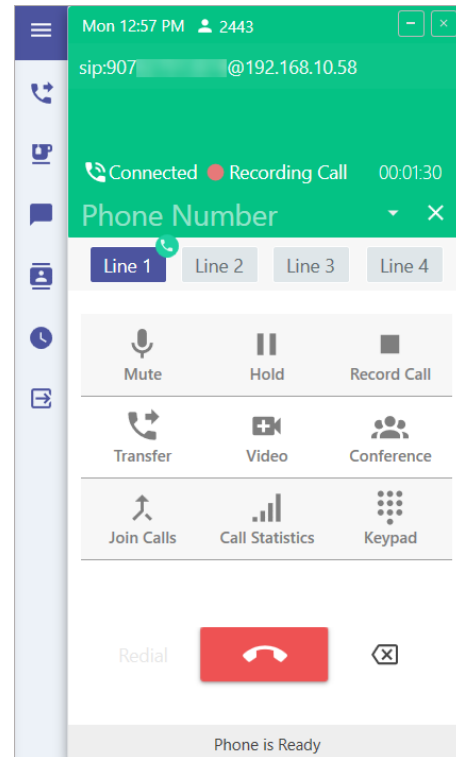 Mon 12:57 PM 2443
sip:907 @192.168.10.58
Connected Recording Call 00:01:30
Phone Number
Line 1 Line 2 Line 3 Line 4
Mute Hold Record Call
Transfer Video Conference
Join Calls Call Statistics Keypad
Redial
Phone is Ready